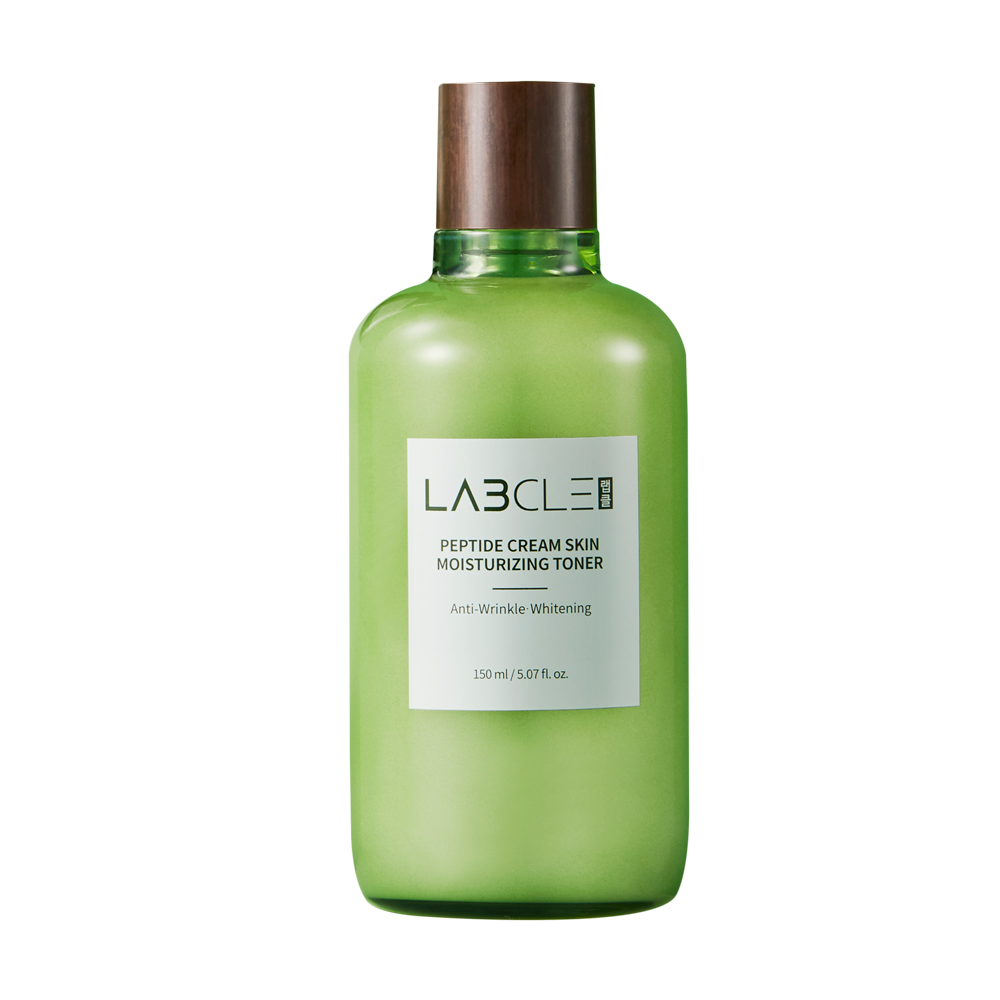 LABCLE 랩클
PEPTIDE CREAM SKIN
MOISTURIZING TONER
Anti-Wrinkle·Whitening
150 ml / 5.07 fl. oz.